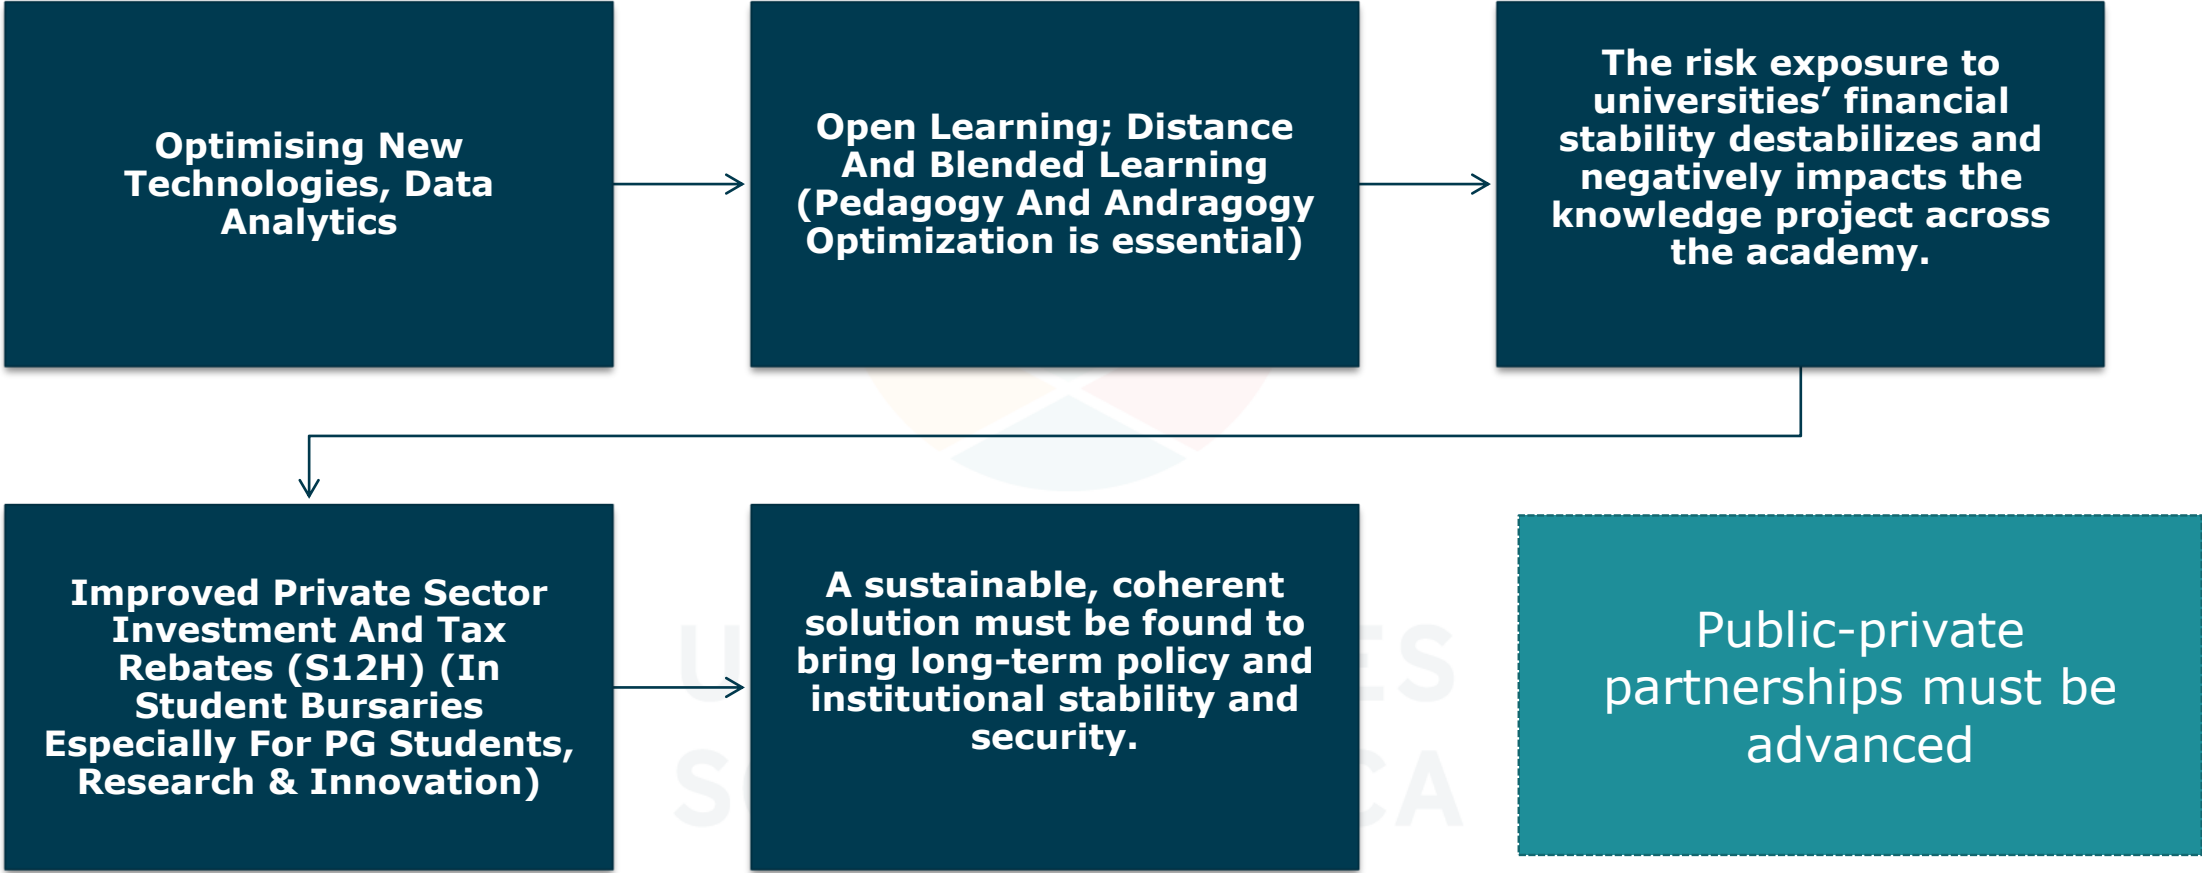 Optimising New
Technologies, Data
Analytics
Open Learning; Distance
And Blended Learning
(Pedagogy And Andragogy
Optimization is essential)
The risk exposure to
universities’ financial
stability destabilizes and
negatively impacts the
knowledge project across
the academy.
Improved Private Sector
Investment And Tax
Rebates (S12H) (In
Student Bursaries
Especially For PG Students,
Research & Innovation)
A sustainable, coherent
solution must be found to
bring long-term policy and
institutional stability and
security.
Public-private
partnerships must be
advanced